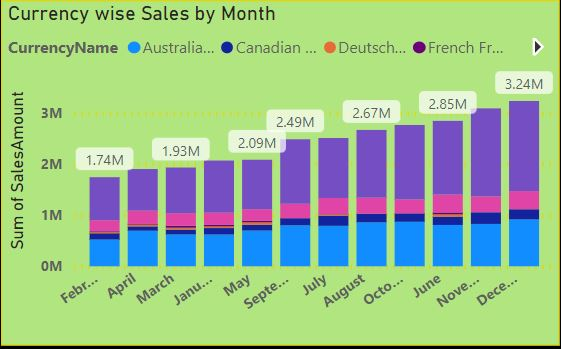 Currency wise Sales by Month
CurrencyName Australia... Canadian ... Deutsch... French Fr...
Sum of SalesAmount
3M
2M
1M
0M
1.74M
1.93M
2.09M
2.49M
2.67M
2.85M
3.24M
Febr...
April
March
Janu...
May
Septe...
July
August
Octo...
June
Nove...
Dece...